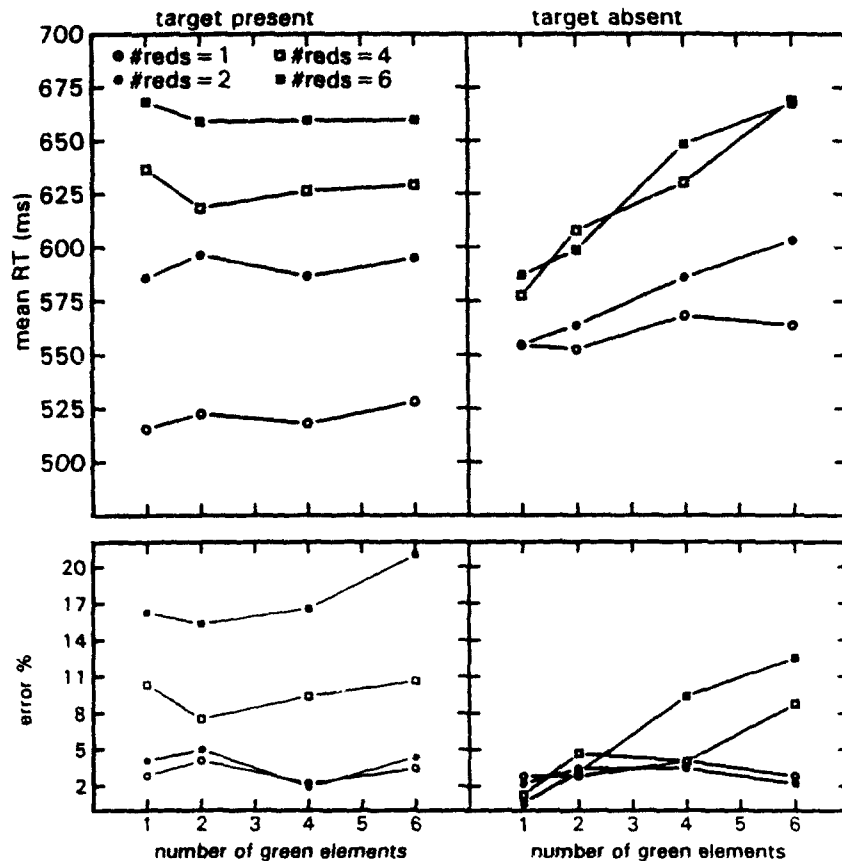 target present
target absent
#reds = 1
#reds = 4
#reds = 2
#reds = 6
mean RT (ms)
700
675
650
625
600
575
550
525
500
error %
20
17
14
11
8
5
2
1 2 3 4 5 6
1 2 3 4 5 6
number of green elements
number of green elements